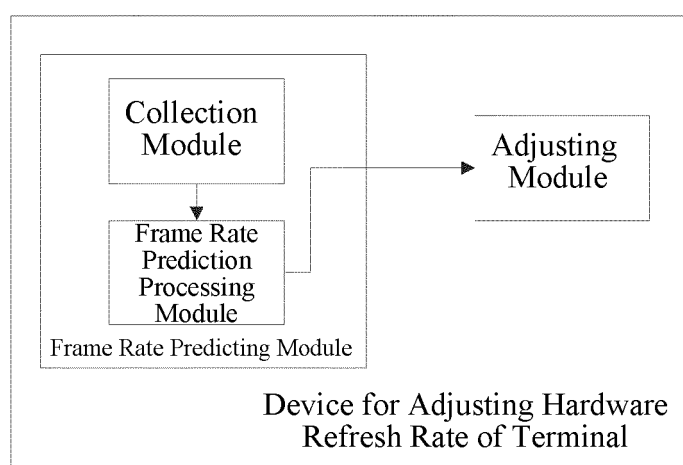 Collection
Module
Adjusting
Module
Frame Rate
Prediction
Processing
Module
Frame Rate Predicting Module
Device for Adjusting Hardware
Refresh Rate of Terminal